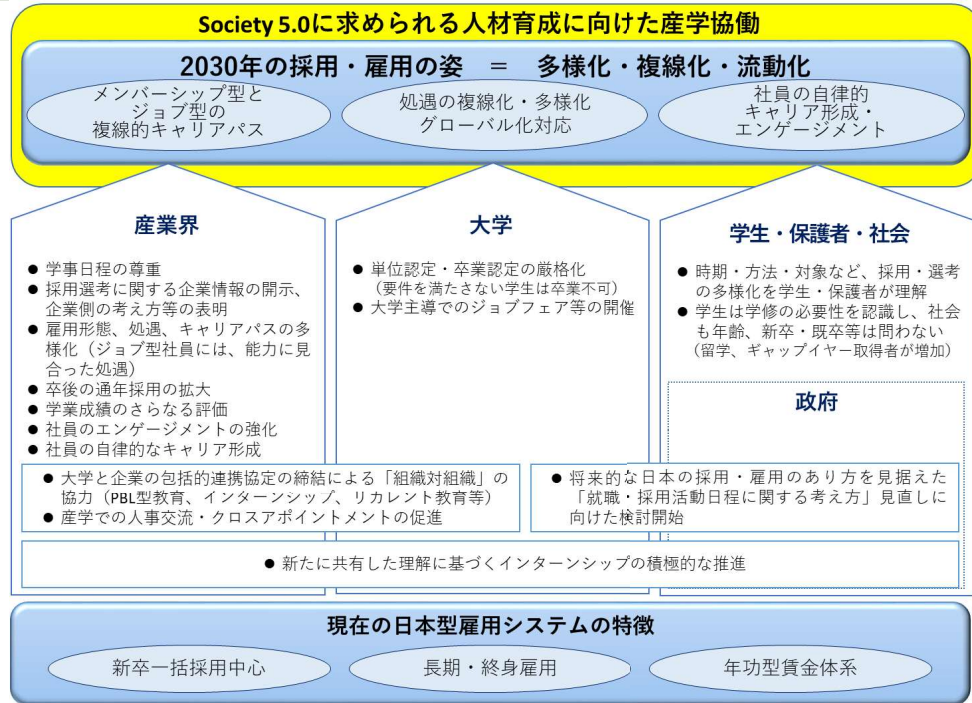 Society 5.0に求められる人材育成に向けた産学協働
2030年の採用・雇用の姿 = 多様化・複線化・流動化
メンバーシップ型と
ジョブ型の
複線的キャリアパス
処遇の複線化・多様化
グローバル化対応
社員の自律的
キャリア形成・
エンゲージメント
産業界
● 学事日程の尊重
● 採用選考に関する企業情報の開示、
企業側の考え方等の表明
● 雇用形態、処遇、キャリアパスの多
様化（ジョブ型社員には、能力に見
合った処遇）
● 卒後の通年採用の拡大
● 学業成績のさらなる評価
● 社員のエンゲージメントの強化
● 社員の自律的なキャリア形成
大学
● 単位認定・卒業認定の厳格化
（要件を満たさない学生は卒業不可）
● 大学主導でのジョブフェア等の開催
学生・保護者・社会
● 時期・方法・対象など、採用・選考
の多様化を学生・保護者が理解
● 学生は学修の必要性を認識し、社会
も年齢、新卒・既卒等は問わない
（留学、ギャップイヤー取得者が増加）
政府
● 大学と企業の包括的連携協定の締結による「組織対組織」の
協力（PBL型教育、インターンシップ、リカレント教育等）
● 産学での人事交流・クロスアポイントメントの促進
● 将来的な日本の採用・雇用のあり方を見据えた
「就職・採用活動日程に関する考え方」見直しに
向けた検討開始
● 新たに共有した理解に基づくインターンシップの積極的な推進
現在の日本型雇用システムの特徴
新卒一括採用中心
長期・終身雇用
年功型賃金体系